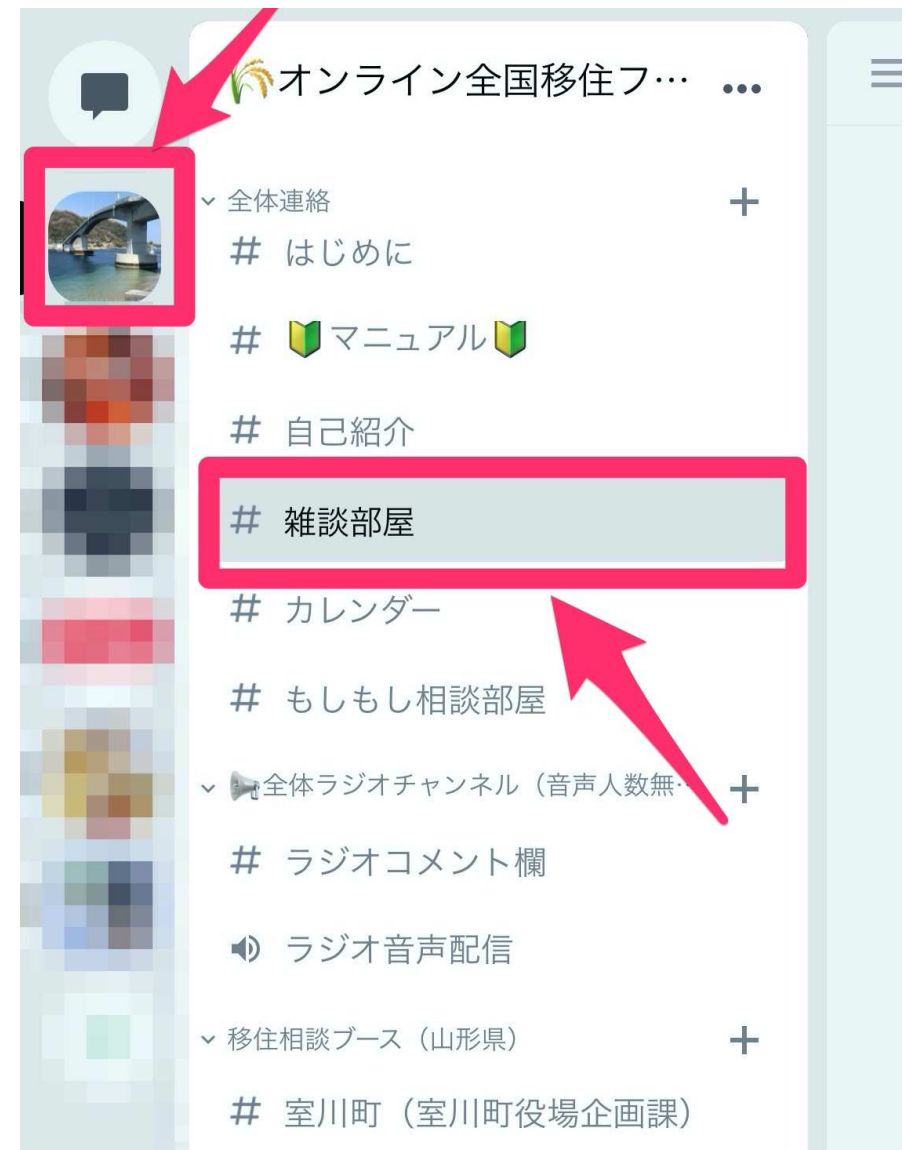 🌾オンライン全国移住フ…
全体連絡
# はじめに
# 🔰マニュアル🔰
# 自己紹介
# 雑談部屋
# カレンダー
# もしもし相談部屋
📢全体ラジオチャンネル（音声人数無…
# ラジオコメント欄
ラジオ音声配信
移住相談ブース（山形県）
# 室川町（室川町役場企画課）